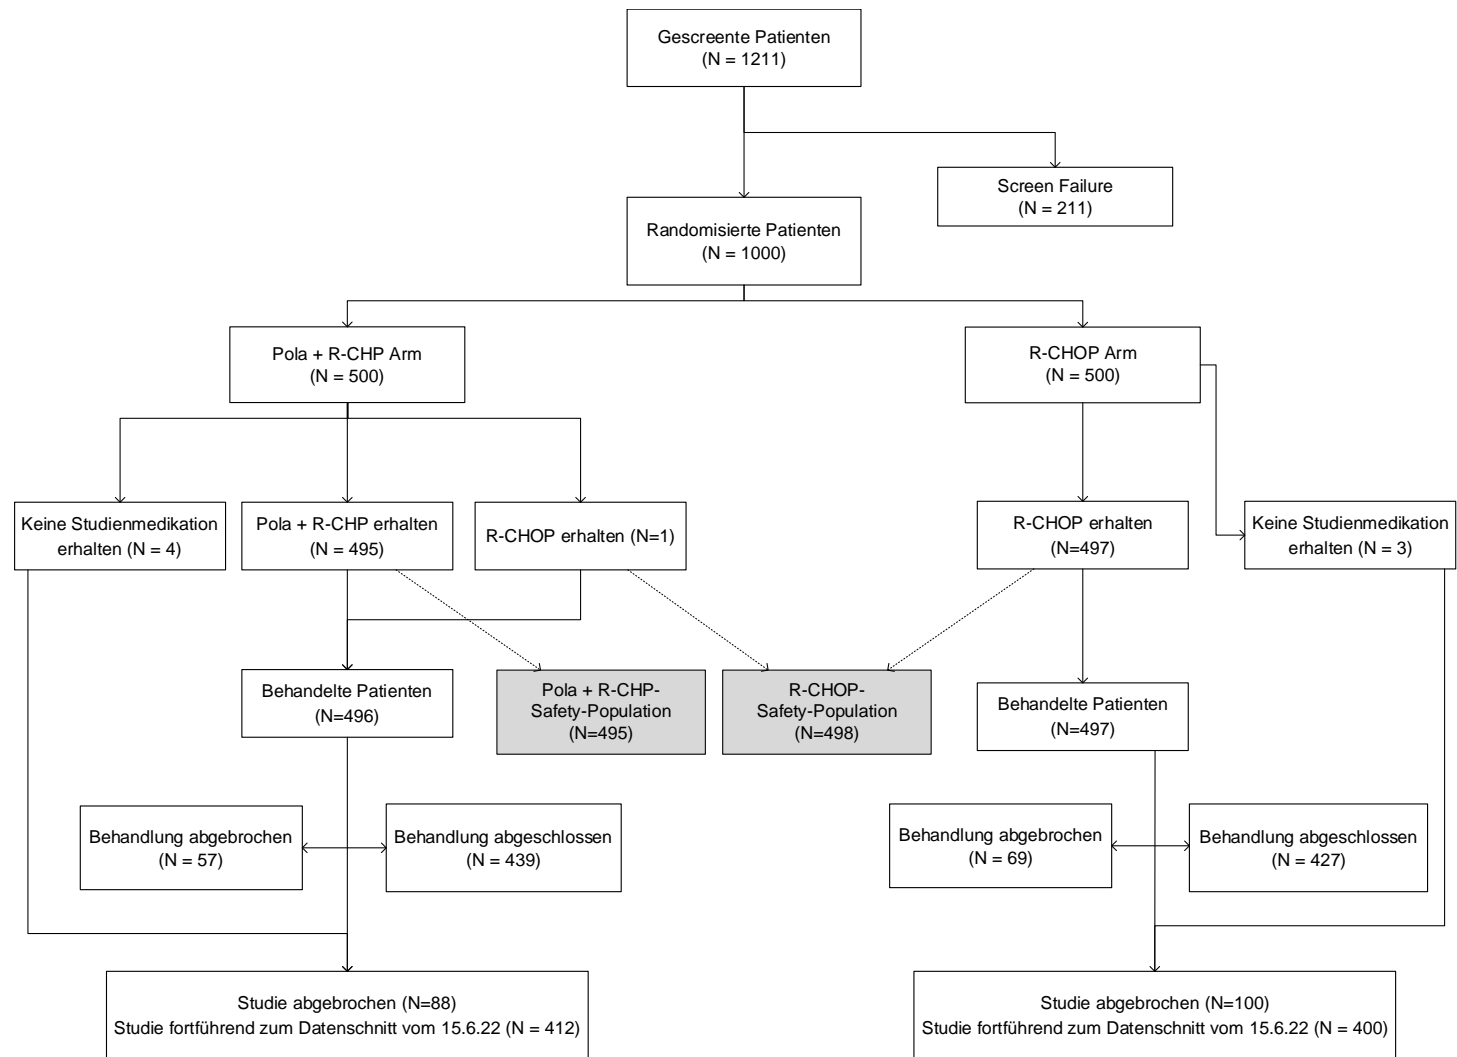 Gescreente Patienten
(N = 1211)
Screen Failure
(N = 211)
Randomisierte Patienten
(N = 1000)
Pola + R-CHP Arm
(N = 500)
R-CHOP Arm
(N = 500)
Keine Studienmedikation
erhalten (N = 4)
Pola + R-CHP erhalten
(N = 495)
R-CHOP erhalten (N=1)
R-CHOP erhalten
(N=497)
Keine Studienmedikation
erhalten (N = 3)
Behandelte Patienten
(N=496)
Pola + R-CHP-
Safety-Population
(N=495)
R-CHOP-
Safety-Population
(N=498)
Behandelte Patienten
(N=497)
Behandlung abgebrochen
(N = 57)
Behandlung abgeschlossen
(N = 439)
Behandlung abgebrochen
(N = 69)
Behandlung abgeschlossen
(N = 427)
Studie abgebrochen (N=88)
Studie fortführend zum Datenschnitt vom 15.6.22 (N = 412)
Studie abgebrochen (N=100)
Studie fortführend zum Datenschnitt vom 15.6.22 (N = 400)